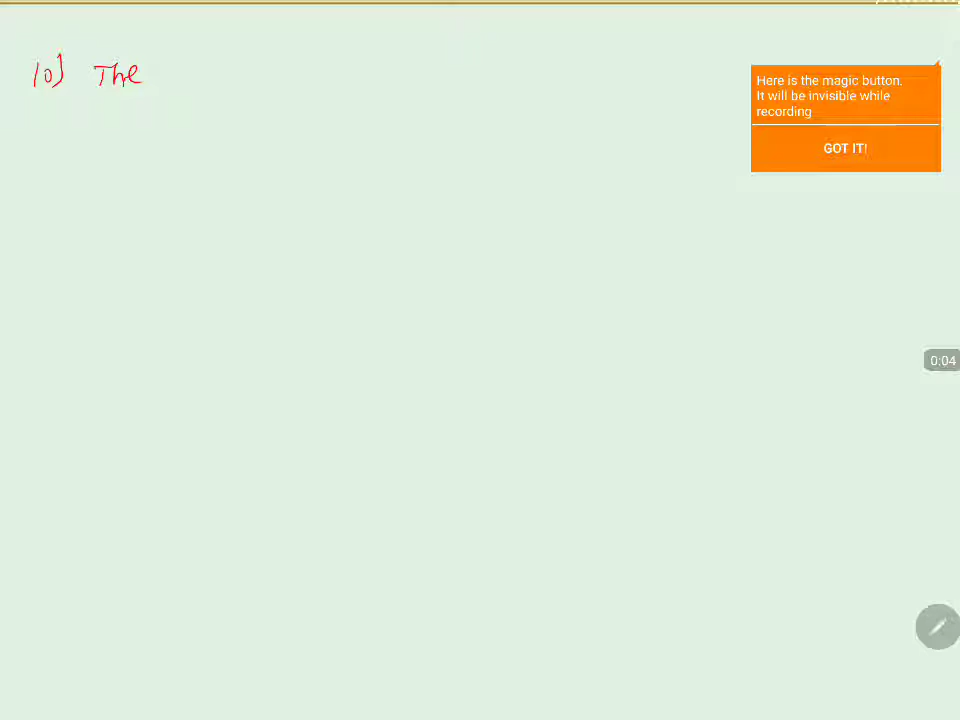 10) The
Here is the magic button.
It will be invisible while
recording
GOT IT!
0:04